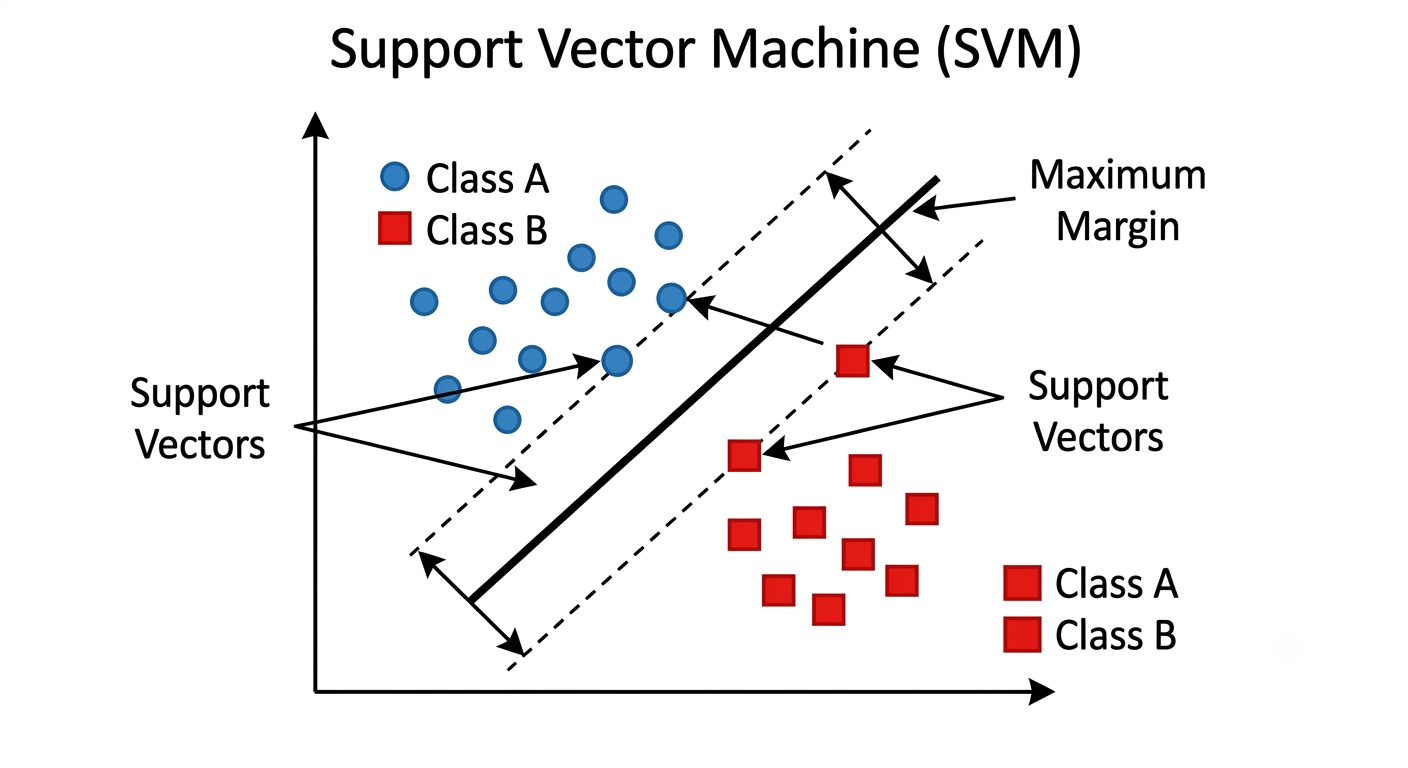 Support Vector Machine (SVM)
Class A
Class B
Maximum
Margin
Support
Vectors
Support
Vectors
Class A
Class B